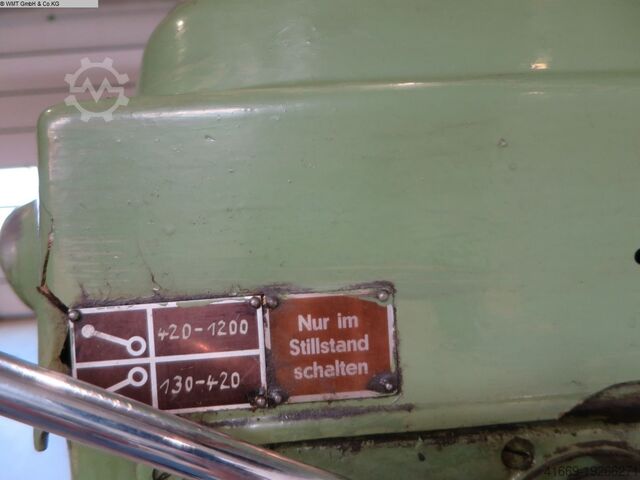 © WMT GmbH & Co.KG
420-1200
130-420
Nur im
Stillstand
schalten